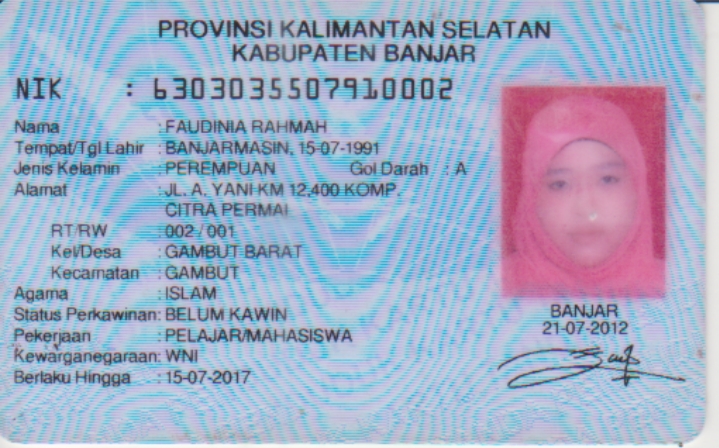 PROVINSI KALIMANTAN SELATAN
KABUPATEN BANJAR
NIK : 6303035507910002
Nama : FAUDINIA RAHMAH
Tempat/Tgl Lahir : BANJARMASIN, 15-07-1991
Jenis Kelamin : PEREMPUAN Gol Darah : A
Alamat : JL. A. YANI KM 12,400 KOMP.
CITRA PERMAI
RT/RW : 002 / 001
Kel/Desa : GAMBUT BARAT
Kecamatan : GAMBUT
Agama : ISLAM
Status Perkawinan: BELUM KAWIN
Pekerjaan : PELAJAR/MAHASISWA
Kewarganegaraan: WNI
Berlaku Hingga : 15-07-2017
BANJAR
21-07-2012